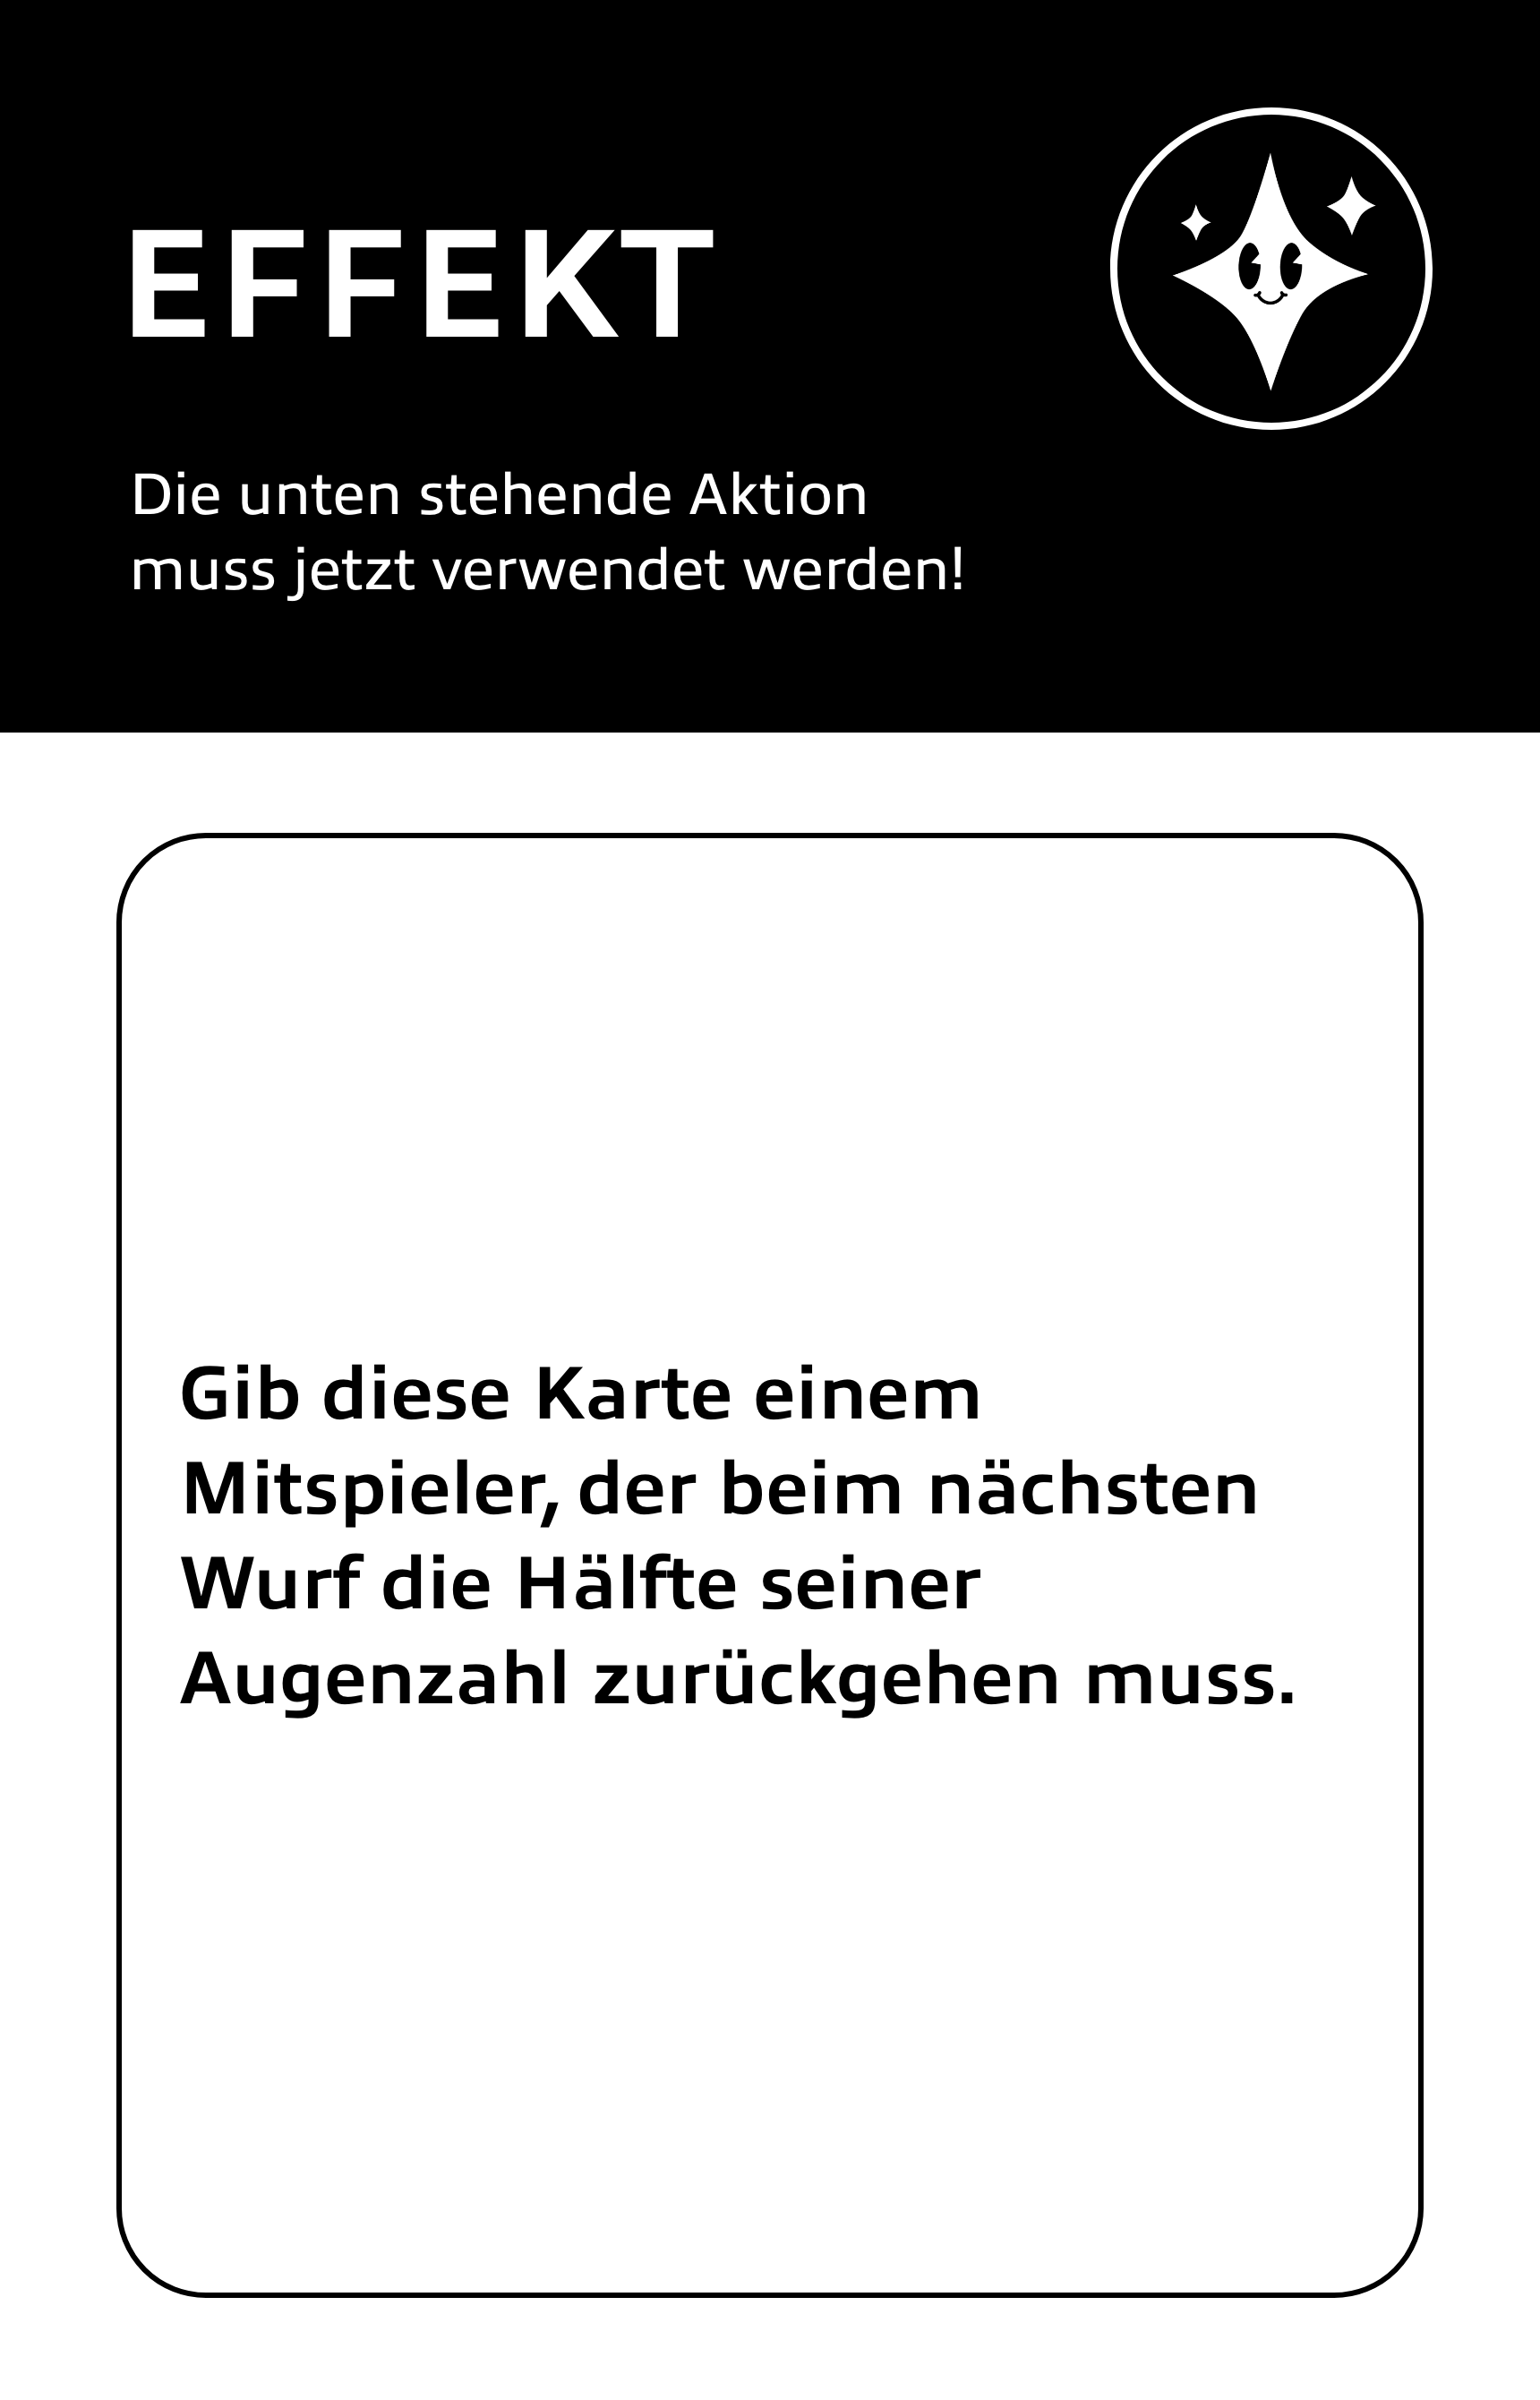 EFFEKT
Die unten stehende Aktion
muss jetzt verwendet werden!
Gib diese Karte einem
Mitspieler, der beim nächsten
Wurf die Hälfte seiner
Augenzahl zurückgehen muss.